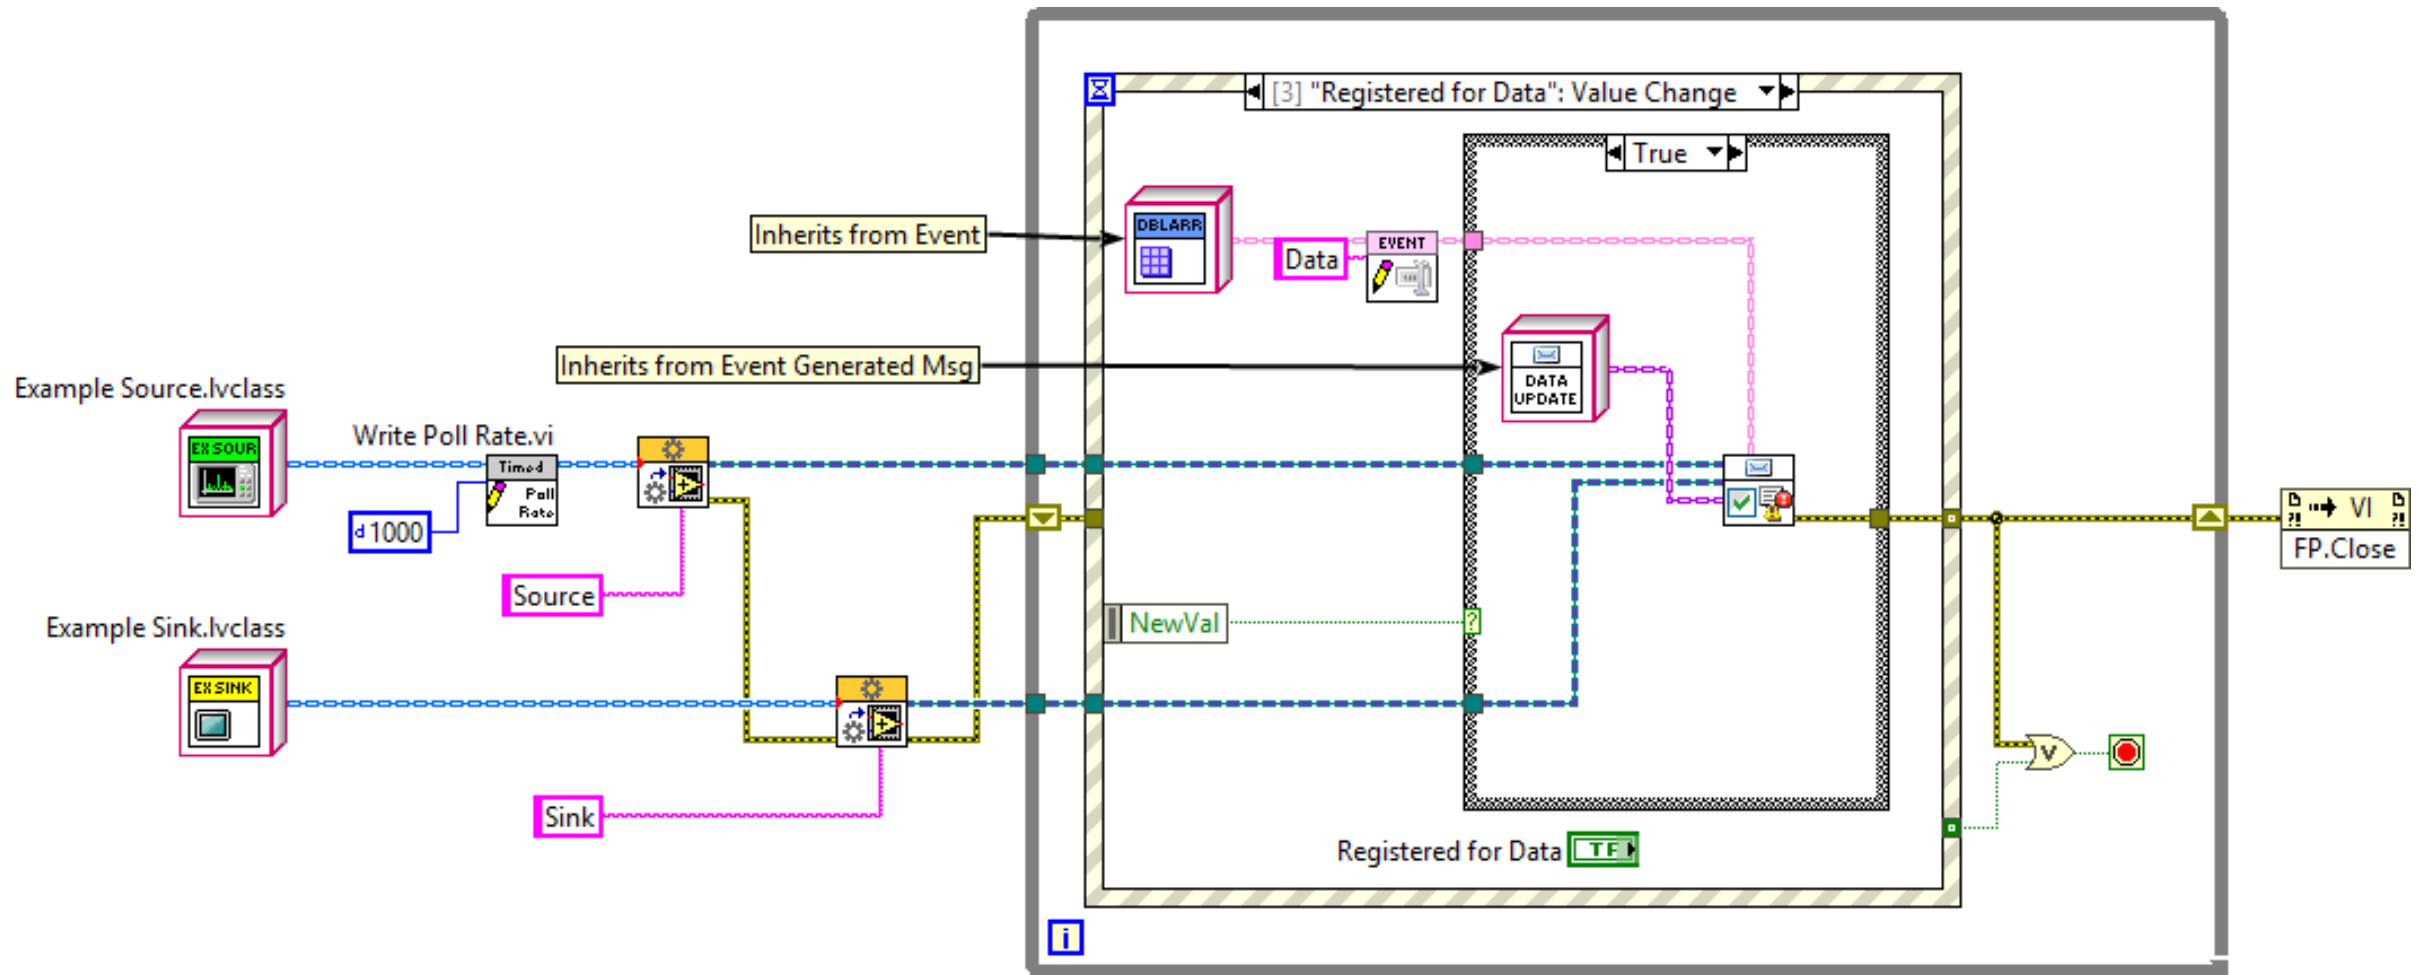 [3] "Registered for Data": Value Change
True
Inherits from Event
DBLARR
Data
EVENT
Inherits from Event Generated Msg
DATA
UPDATE
Example Source.lvclass
EX SOUR
Write Poll Rate.vi
Timed
Poll
Rate
d 1000
Source
VI
FP.Close
NewVal
Example Sink.lvclass
EX SINK
Sink
V
Registered for Data
TF
i